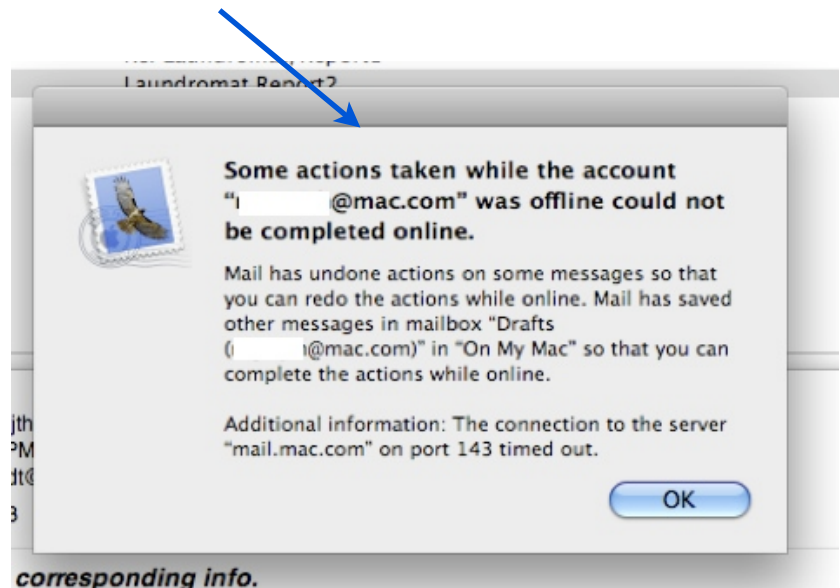 Laundromat Report?
Some actions taken while the account
“ @mac.com” was offline could not
be completed online.
Mail has undone actions on some messages so that
you can redo the actions while online. Mail has saved
other messages in mailbox “Drafts
( @mac.com)” in “On My Mac” so that you can
complete the actions while online.
Additional information: The connection to the server
“mail.mac.com” on port 143 timed out.
OK
corresponding info.